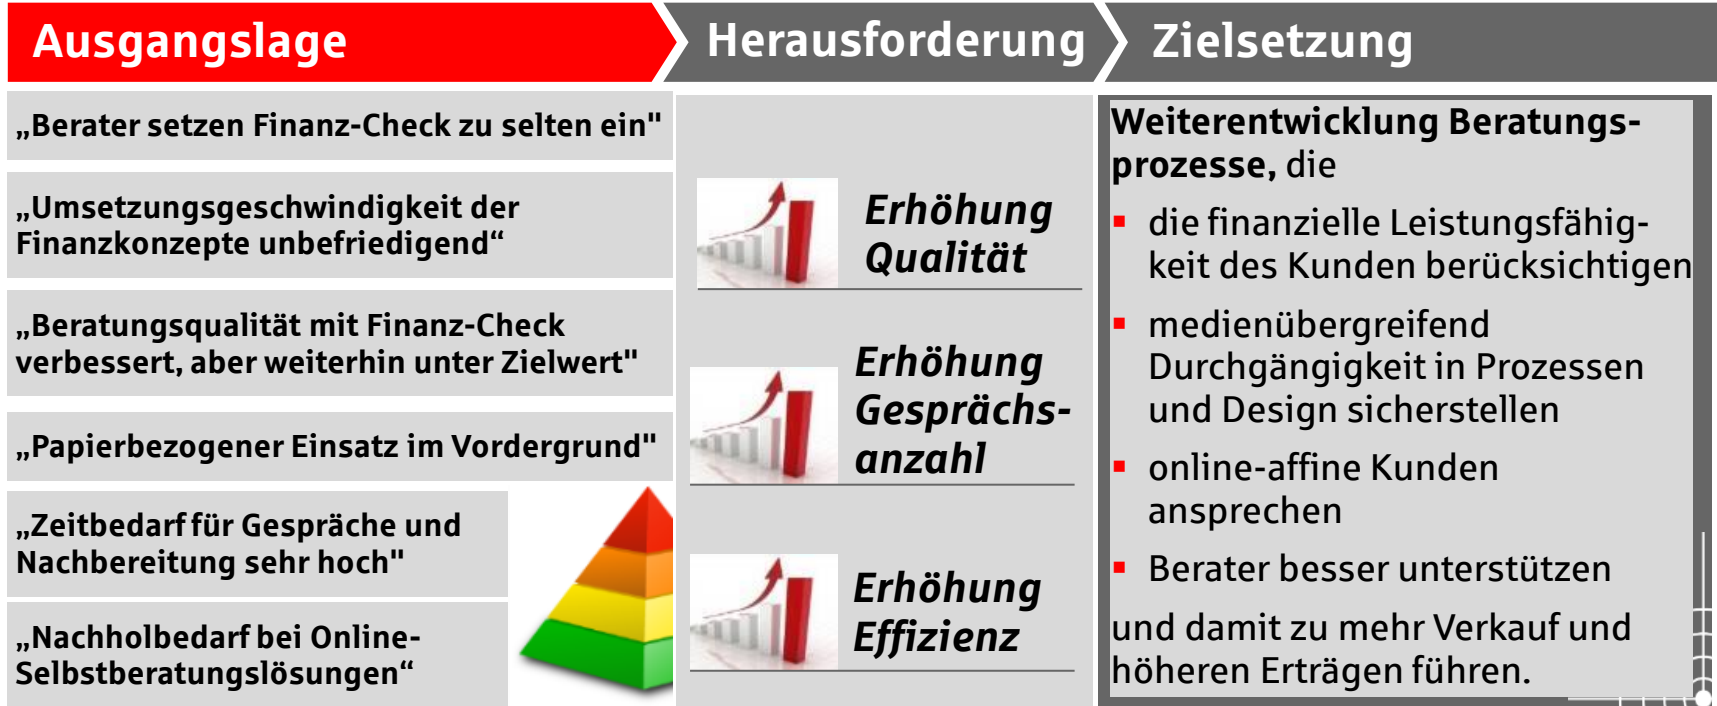 Ausgangslage
Herausforderung
Zielsetzung
„Berater setzen Finanz-Check zu selten ein"
„Umsetzungsgeschwindigkeit der
Finanzkonzepte unbefriedigend“
„Beratungsqualität mit Finanz-Check
verbessert, aber weiterhin unter Zielwert"
„Papierbezogener Einsatz im Vordergrund"
„Zeitbedarf für Gespräche und
Nachbereitung sehr hoch"
„Nachholbedarf bei Online-
Selbstberatungslösungen“
Erhöhung
Qualität
Erhöhung
Gesprächs-
anzahl
Erhöhung
Effizienz
Weiterentwicklung Beratungs-
prozesse, die
▪ die finanzielle Leistungsfähig-
keit des Kunden berücksichtigen
▪ medienübergreifend
Durchgängigkeit in Prozessen
und Design sicherstellen
▪ online-affine Kunden
ansprechen
▪ Berater besser unterstützen
und damit zu mehr Verkauf und
höheren Erträgen führen.